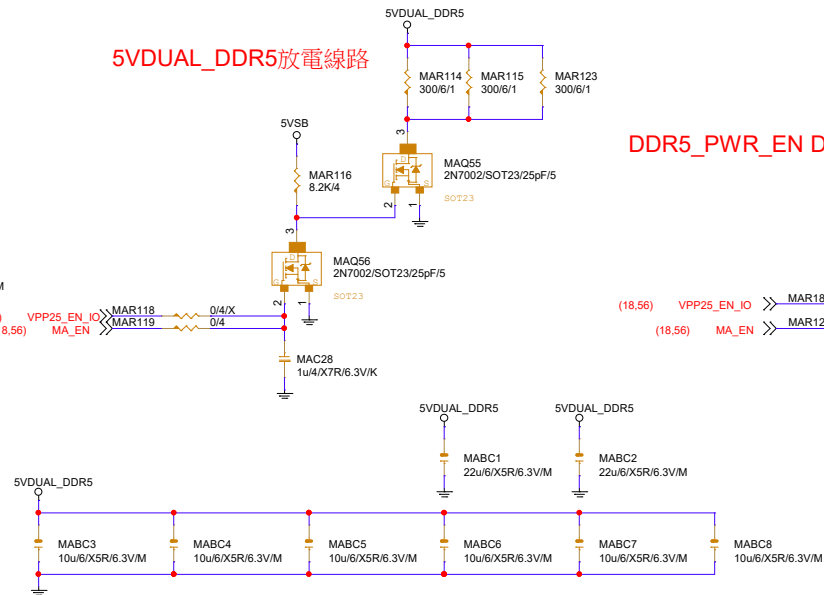 5VDUAL_DDR5
5VDUAL_DDR5放電線路
MAR114
300/6/1
MAR115
300/6/1
MAR123
300/6/1
5VSB
3
DDR5_PWR_EN D
MAR116
8.2K/4
D
G
S
MAQ55
2N7002/SOT23/25pF/5
SOT23
2
1
3
D
G
S
MAQ56
2N7002/SOT23/25pF/5
SOT23
2
1
M
)
VPP25_EN_IO
MAR118
0/4/X
8,56)
MA_EN
MAR119
0/4
(18,56)
VPP25_EN_IO
MAR18
(18,56)
MA_EN
MAR12
MAC28
1u/4/X7R/6.3V/K
5VDUAL_DDR5
5VDUAL_DDR5
MABC1
22u/6/X5R/6.3V/M
MABC2
22u/6/X5R/6.3V/M
5VDUAL_DDR5
MABC3
10u/6/X5R/6.3V/M
MABC4
10u/6/X5R/6.3V/M
MABC5
10u/6/X5R/6.3V/M
MABC6
10u/6/X5R/6.3V/M
MABC7
10u/6/X5R/6.3V/M
MABC8
10u/6/X5R/6.3V/M